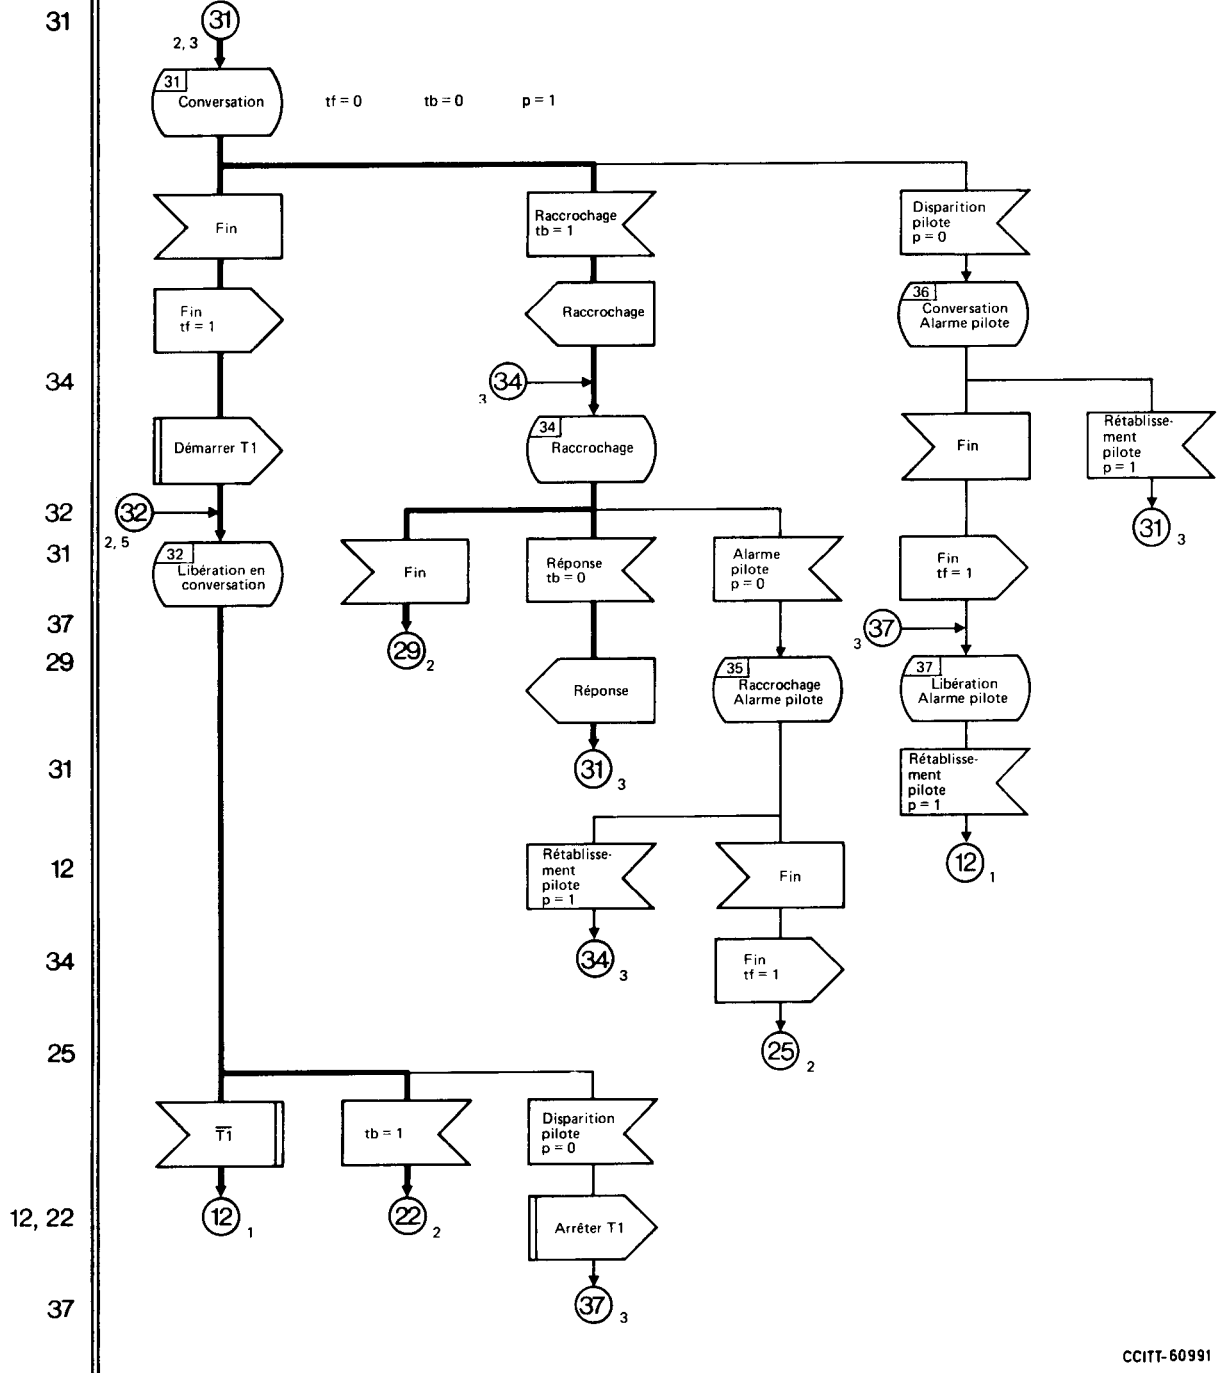 31
31
2, 3
31
Conversation
tf = 0
tb = 0
p = 1
Fin
Raccrochage
tb = 1
Disparition
pilote
p = 0
Fin
tf = 1
Raccrochage
36
Conversation
Alarme pilote
34
34
3
Démarrer T1
34
Raccrochage
Fin
Rétablisse-
ment
pilote
p = 1
32
32
2, 5
31
3
31
32
Libération en
conversation
Fin
Réponse
tb = 0
Alarme
pilote
p = 0
Fin
tf = 1
37
37
3
29
29
2
Réponse
35
Raccrochage
Alarme pilote
37
Libération
Alarme pilote
31
31
3
Rétablisse-
ment
pilote
p = 1
12
12
1
Rétablisse-
ment
pilote
p = 1
Fin
34
34
3
Fin
tf = 1
25
25
2
T1
tb = 1
Disparition
pilote
p = 0
12, 22
12
1
22
2
Arrêter T1
37
37
3
CCITT-60991